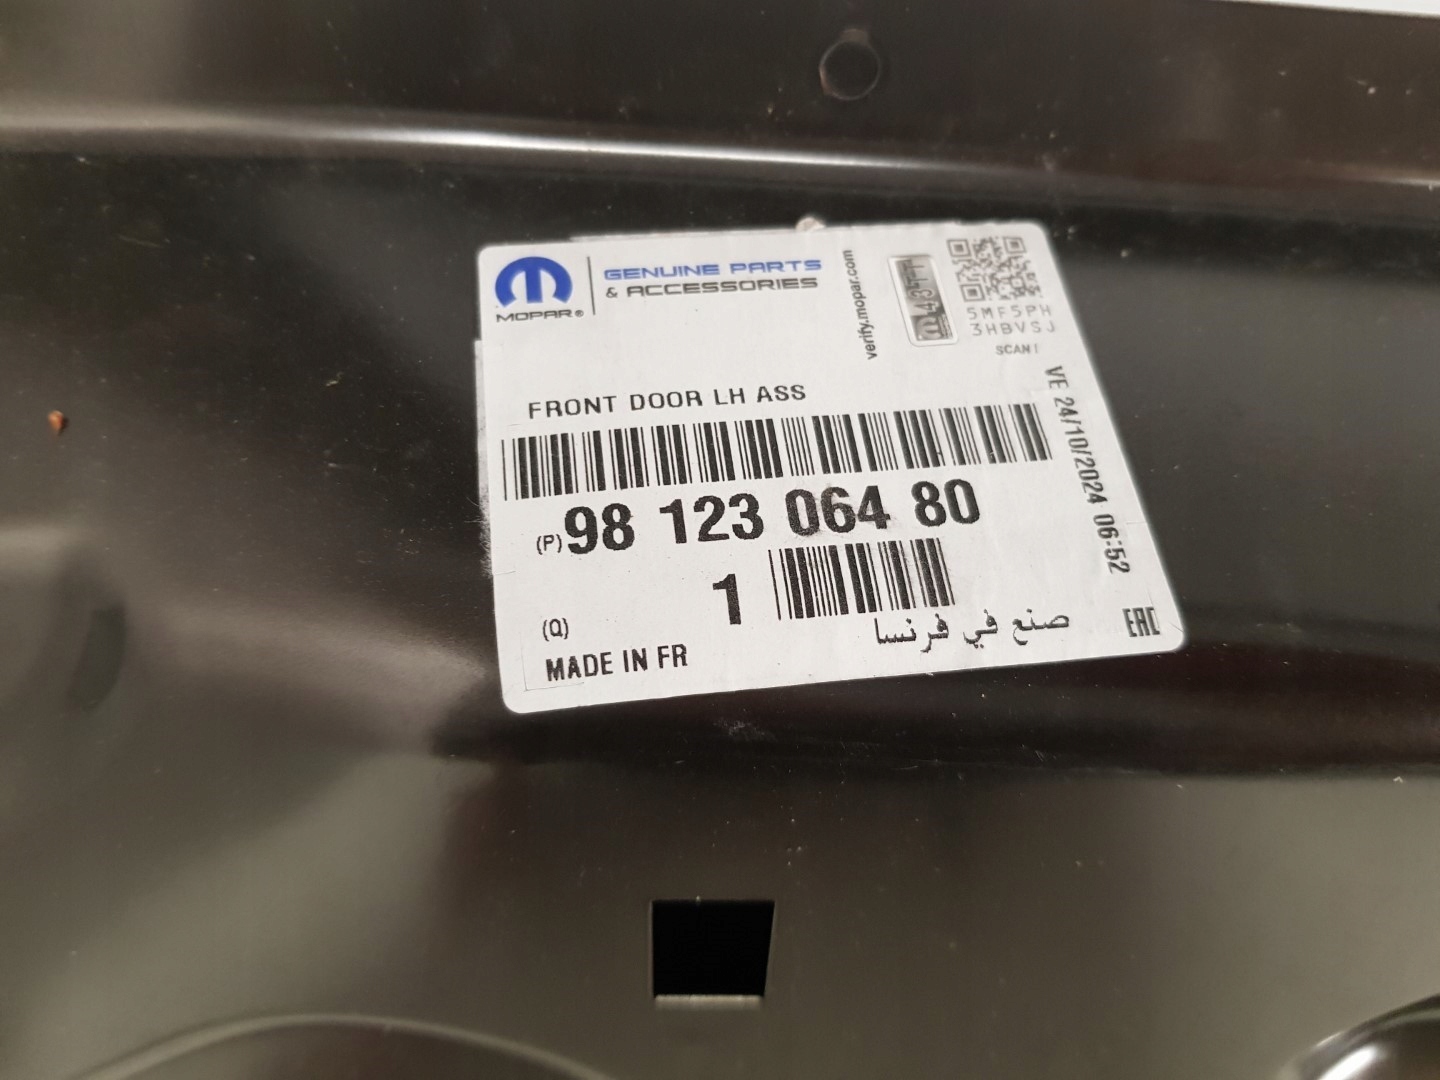 MOPAR®
GENUINE PARTS
& ACCESSORIES
verify.mopar.com
5MF5PH
3HBVSJ
SCAN!
FRONT DOOR LH ASS
(P) 98 123 064 80
VE 24/10/2024 06:52
(Q) 1
MADE IN FR
صنع في فرنسا
EAC